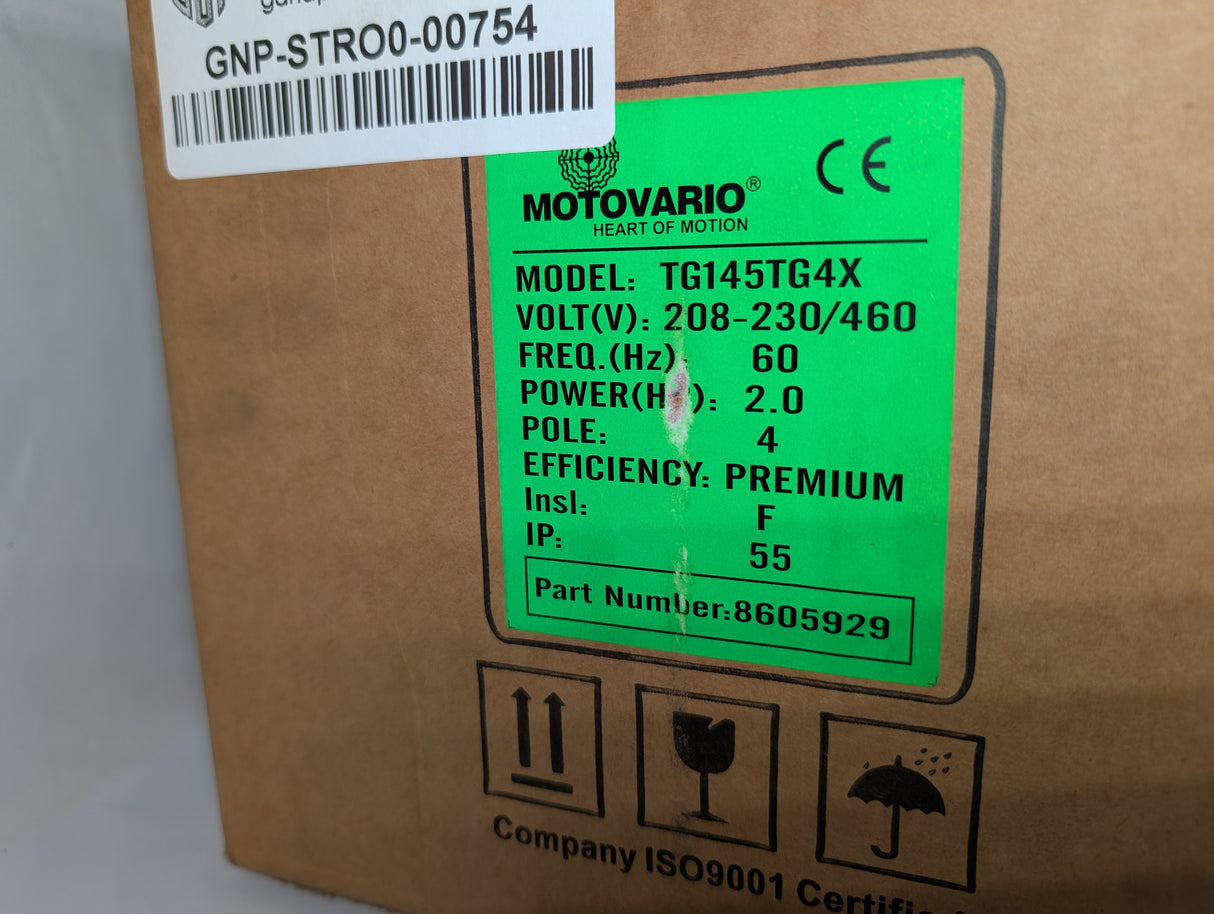 GNP-STRO0-00754
MOTOVARIO®
HEART OF MOTION
CE
MODEL: TG145TG4X
VOLT(V): 208-230/460
FREQ.(Hz): 60
POWER(H ): 2.0
POLE: 4
EFFICIENCY: PREMIUM
Insl: F
IP: 55
Part Number:8605929
Company ISO9001